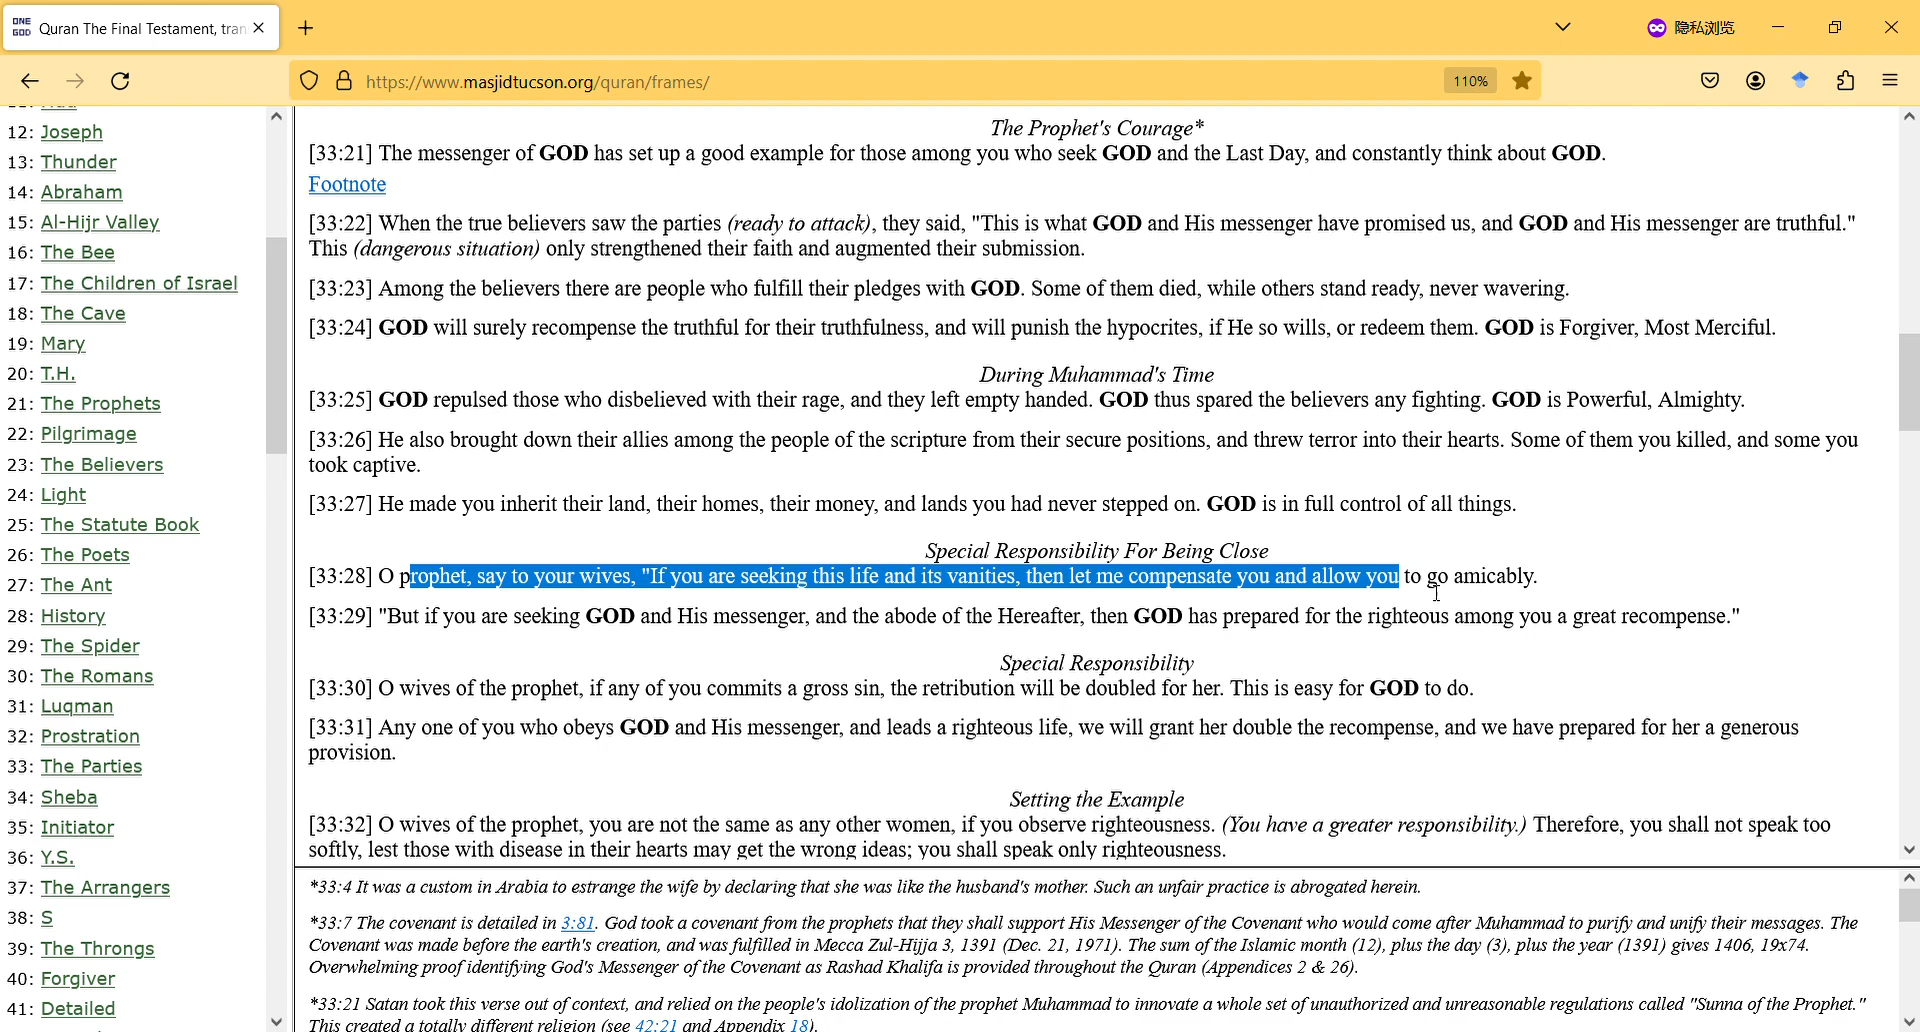 ONE
GOD
Quran The Final Testament, tran
隐私浏览
https://www.masjidtucson.org/quran/frames/
110%
12: Joseph
13: Thunder
14: Abraham
15: Al-Hijr Valley
16: The Bee
17: The Children of Israel
18: The Cave
19: Mary
20: T.H.
21: The Prophets
22: Pilgrimage
23: The Believers
24: Light
25: The Statute Book
26: The Poets
27: The Ant
28: History
29: The Spider
30: The Romans
31: Luqman
32: Prostration
33: The Parties
34: Sheba
35: Initiator
36: Y.S.
37: The Arrangers
38: S
39: The Throngs
40: Forgiver
41: Detailed
The Prophet's Courage*
[33:21] The messenger of GOD has set up a good example for those among you who seek GOD and the Last Day, and constantly think about GOD.
Footnote
[33:22] When the true believers saw the parties (ready to attack), they said, "This is what GOD and His messenger have promised us, and GOD and His messenger are truthful."
This (dangerous situation) only strengthened their faith and augmented their submission.
[33:23] Among the believers there are people who fulfill their pledges with GOD. Some of them died, while others stand ready, never wavering.
[33:24] GOD will surely recompense the truthful for their truthfulness, and will punish the hypocrites, if He so wills, or redeem them. GOD is Forgiver, Most Merciful.
During Muhammad's Time
[33:25] GOD repulsed those who disbelieved with their rage, and they left empty handed. GOD thus spared the believers any fighting. GOD is Powerful, Almighty.
[33:26] He also brought down their allies among the people of the scripture from their secure positions, and threw terror into their hearts. Some of them you killed, and some you
took captive.
[33:27] He made you inherit their land, their homes, their money, and lands you had never stepped on. GOD is in full control of all things.
Special Responsibility For Being Close
[33:28] O prophet, say to your wives, "If you are seeking this life and its vanities, then let me compensate you and allow you to go amicably.
[33:29] "But if you are seeking GOD and His messenger, and the abode of the Hereafter, then GOD has prepared for the righteous among you a great recompense."
Special Responsibility
[33:30] O wives of the prophet, if any of you commits a gross sin, the retribution will be doubled for her. This is easy for GOD to do.
[33:31] Any one of you who obeys GOD and His messenger, and leads a righteous life, we will grant her double the recompense, and we have prepared for her a generous
provision.
Setting the Example
[33:32] O wives of the prophet, you are not the same as any other women, if you observe righteousness. (You have a greater responsibility.) Therefore, you shall not speak too
softly, lest those with disease in their hearts may get the wrong ideas; you shall speak only righteousness.
*33:4 It was a custom in Arabia to estrange the wife by declaring that she was like the husband's mother. Such an unfair practice is abrogated herein.
*33:7 The covenant is detailed in 3:81. God took a covenant from the prophets that they shall support His Messenger of the Covenant who would come after Muhammad to purify and unify their messages. The
Covenant was made before the earth's creation, and was fulfilled in Mecca Zul-Hijja 3, 1391 (Dec. 21, 1971). The sum of the Islamic month (12), plus the day (3), plus the year (1391) gives 1406, 19x74.
Overwhelming proof identifying God's Messenger of the Covenant as Rashad Khalifa is provided throughout the Quran (Appendices 2 & 26).
*33:21 Satan took this verse out of context, and relied on the people's idolization of the prophet Muhammad to innovate a whole set of unauthorized and unreasonable regulations called "Sunna of the Prophet."
This created a totally different religion (see 42:21 and Appendix 18).